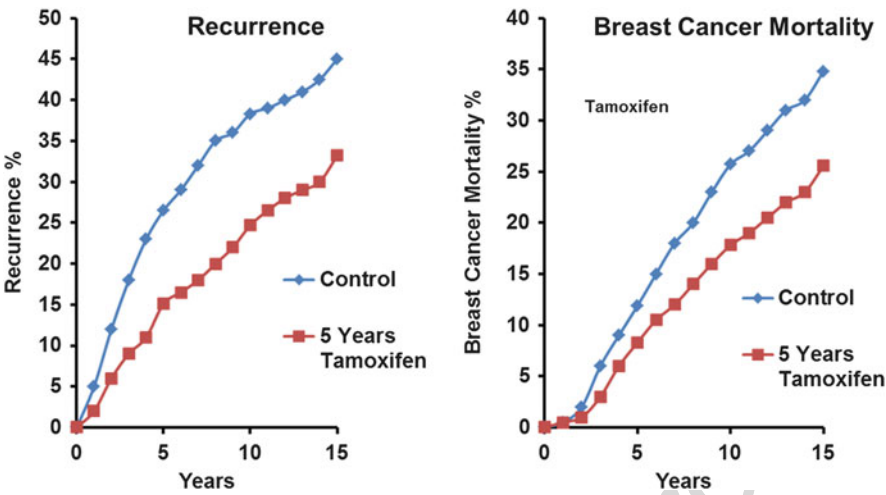 Recurrence
Recurrence %
50
45
40
35
30
25
20
15
10
5
0
0 5 10 15
Years
Control
5 Years
Tamoxifen
Breast Cancer Mortality
Breast Cancer Mortality %
40
35
30
25
20
15
10
5
0
0 5 10 15
Years
Tamoxifen
Control
5 Years
Tamoxifen